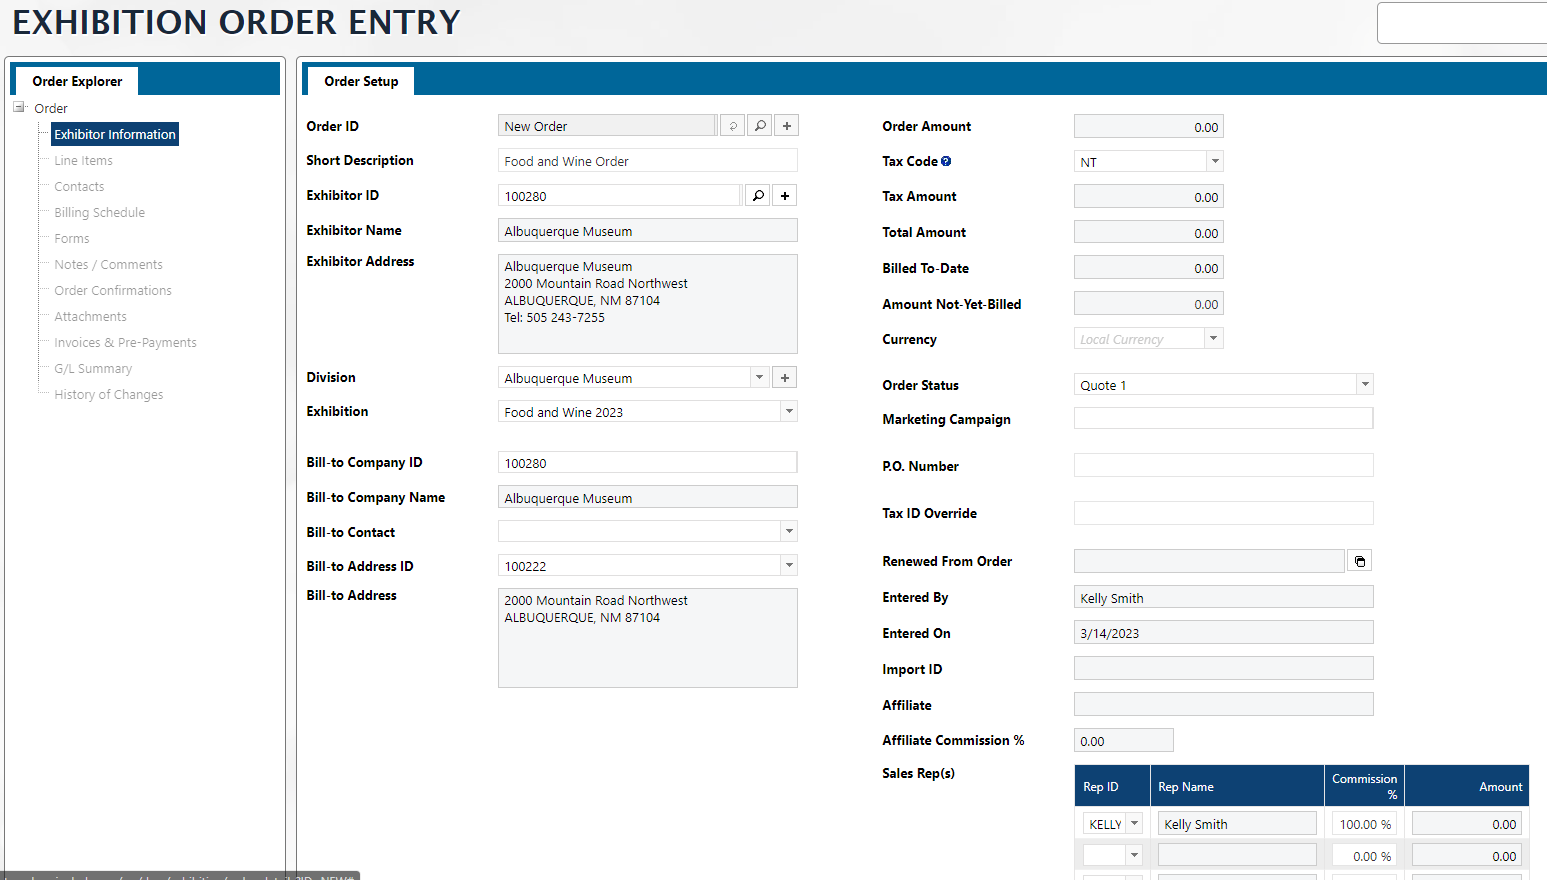 EXHIBITION ORDER ENTRY
Order Explorer
Order
Exhibitor Information
Line Items
Contacts
Billing Schedule
Forms
Notes / Comments
Order Confirmations
Attachments
Invoices & Pre-Payments
G/L Summary
History of Changes
Order Setup
Order ID New Order
Short Description Food and Wine Order
Exhibitor ID 100280
Exhibitor Name Albuquerque Museum
Exhibitor Address Albuquerque Museum
2000 Mountain Road Northwest
ALBUQUERQUE, NM 87104
Tel: 505 243-7255
Division Albuquerque Museum
Exhibition Food and Wine 2023
Bill-to Company ID 100280
Bill-to Company Name Albuquerque Museum
Bill-to Contact
Bill-to Address ID 100222
Bill-to Address 2000 Mountain Road Northwest
ALBUQUERQUE, NM 87104
Order Amount 0.00
Tax Code NT
Tax Amount 0.00
Total Amount 0.00
Billed To-Date 0.00
Amount Not-Yet-Billed 0.00
Currency Local Currency
Order Status Quote 1
Marketing Campaign
P.O. Number
Tax ID Override
Renewed From Order
Entered By Kelly Smith
Entered On 3/14/2023
Import ID
Affiliate
Affiliate Commission % 0.00
Sales Rep(s)
Rep ID Rep Name Commission % Amount
KELLY Kelly Smith 100.00 % 0.00
0.00 % 0.00